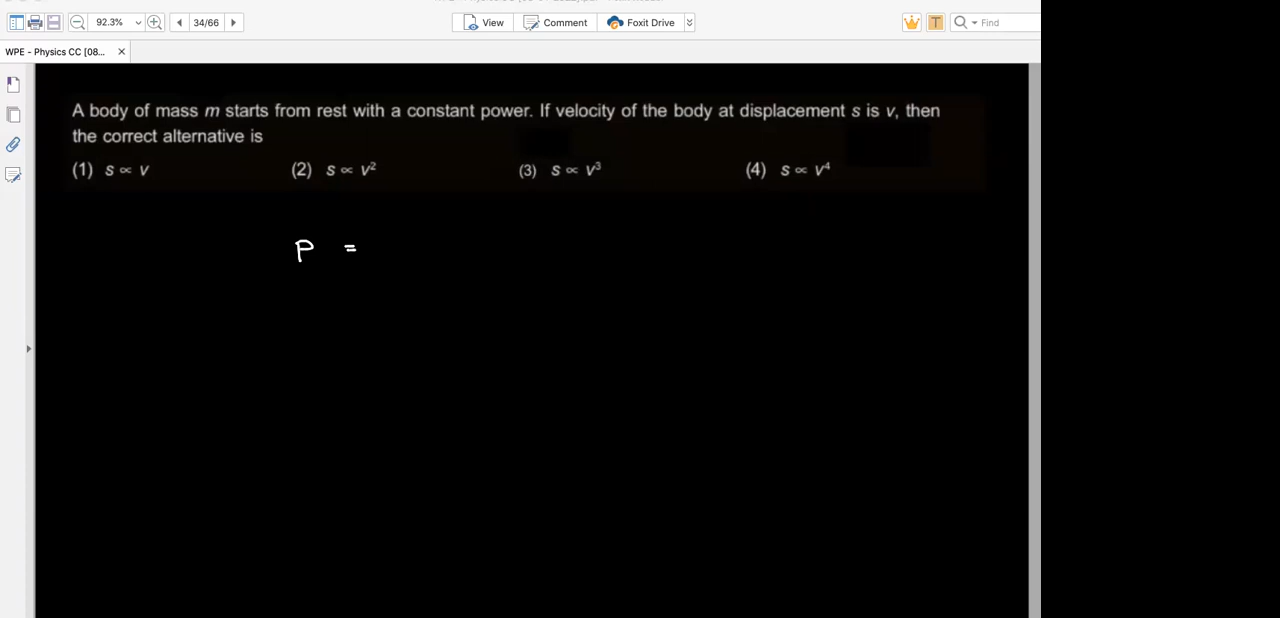 92.3%
34/66
View
Comment
Foxit Drive
T
Find
WPE - Physics CC [08...
A body of mass m starts from rest with a constant power. If velocity of the body at displacement s is v, then
the correct alternative is
(1) s ∝ v (2) s ∝ v² (3) s ∝ v³ (4) s ∝ v⁴
P =